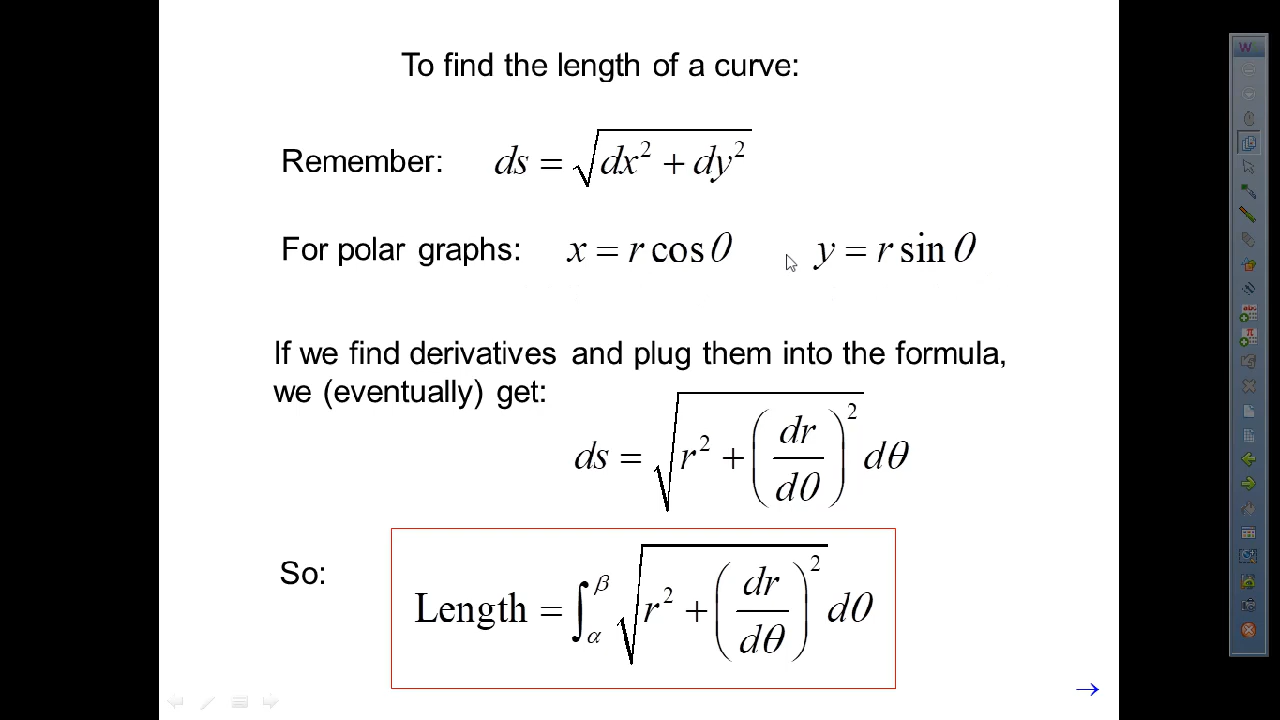 To find the length of a curve:
Remember: ds = √(dx² + dy²)
For polar graphs: x = r cos θ y = r sin θ
If we find derivatives and plug them into the formula,
we (eventually) get:
ds = √(r² + (dr/dθ)²) dθ
So:
Length = ∫_α^β √(r² + (dr/dθ)²) dθ
→